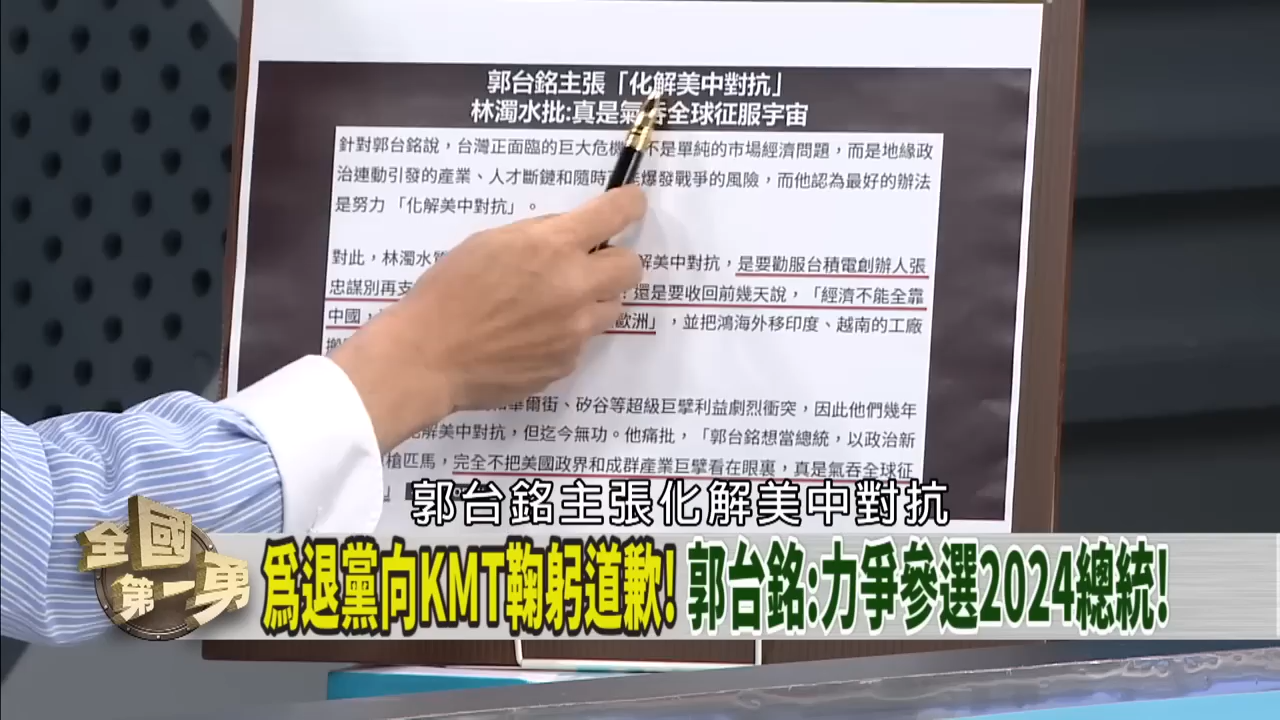 郭台銘主張「化解美中對抗」
林濁水批:真是氣吞全球征服宇宙
針對郭台銘說，台灣正面臨的巨大危機 不是單純的市場經濟問題，而是地緣政
治連動引發的產業、人才斷鏈和隨時 爆發戰爭的風險，而他認為最好的辦法
是努力 「化解美中對抗」。
對此，林濁水 解美中對抗，是要勸服台積電創辦人張
忠謀別再支 還是要收回前幾天說，「經濟不能全靠
中國， 歐洲」，並把鴻海外移印度、越南的工廠
華爾街、矽谷等超級巨擘利益劇烈衝突，因此他們幾年
解美中對抗，但迄今無功。他痛批，「郭台銘想當總統，以政治新
槍匹馬，完全不把美國政界和成群產業巨擘看在眼裏，真是氣吞全球征
」
郭台銘主張化解美中對抗
全國第一勇
為退黨向KMT鞠躬道歉! 郭台銘:力爭參選2024總統!